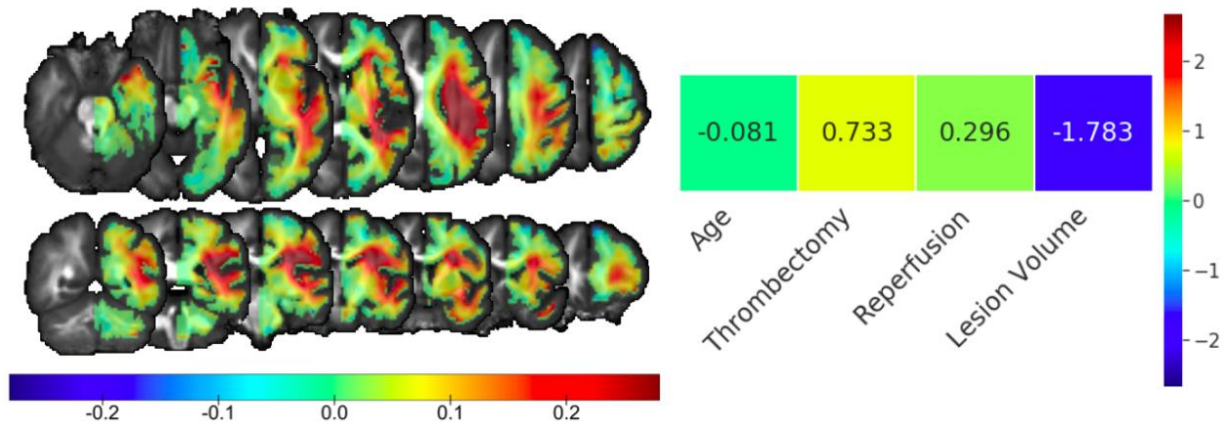 -0.2 -0.1 0.0 0.1 0.2
-0.081 0.733 0.296 -1.783
Age
Thrombectomy
Reperfusion
Lesion Volume
2
1
0
−1
−2